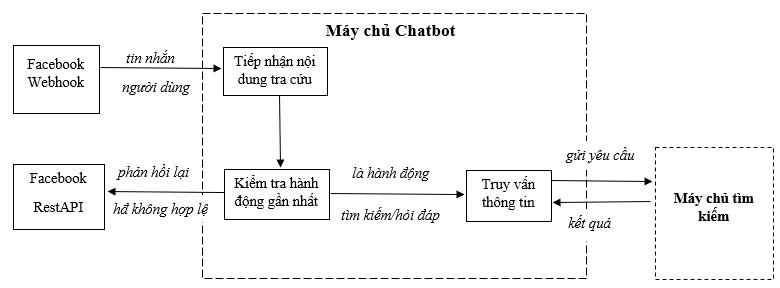 Máy chủ Chatbot
Facebook
Webhook
tin nhắn
người dùng
Tiếp nhận nội
dung tra cứu
Facebook
RestAPI
phản hồi lại
hđ không hợp lệ
Kiểm tra hành
động gần nhất
là hành động
tìm kiếm/hỏi đáp
Truy vấn
thông tin
gửi yêu cầu
kết quả
Máy chủ tìm
kiếm